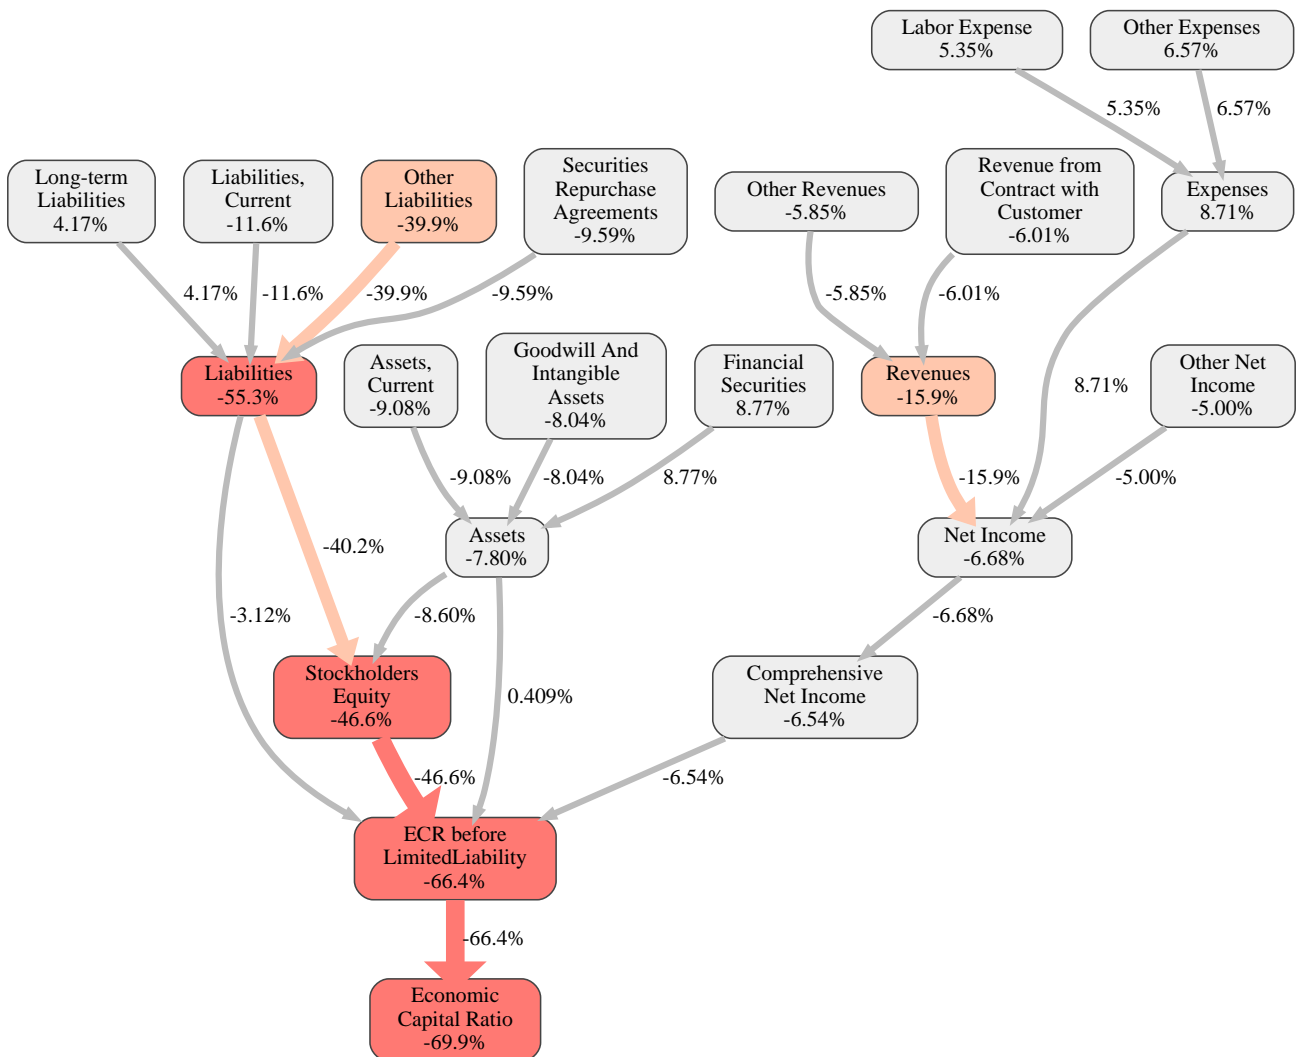 Labor Expense
5.35%
Other Expenses
6.57%
5.35%
6.57%
Long-term
Liabilities
4.17%
Liabilities,
Current
-11.6%
Other
Liabilities
-39.9%
Securities
Repurchase
Agreements
-9.59%
Other Revenues
-5.85%
Revenue from
Contract with
Customer
-6.01%
Expenses
8.71%
4.17%
-11.6%
-39.9%
-9.59%
-5.85%
-6.01%
Liabilities
-55.3%
Assets,
Current
-9.08%
Goodwill And
Intangible
Assets
-8.04%
Financial
Securities
8.77%
Revenues
-15.9%
8.71%
Other Net
Income
-5.00%
-9.08%
-8.04%
8.77%
-15.9%
-5.00%
-40.2%
Assets
-7.80%
Net Income
-6.68%
-3.12%
-8.60%
-6.68%
Stockholders
Equity
-46.6%
0.409%
Comprehensive
Net Income
-6.54%
-46.6%
-6.54%
ECR before
LimitedLiability
-66.4%
-66.4%
Economic
Capital Ratio
-69.9%